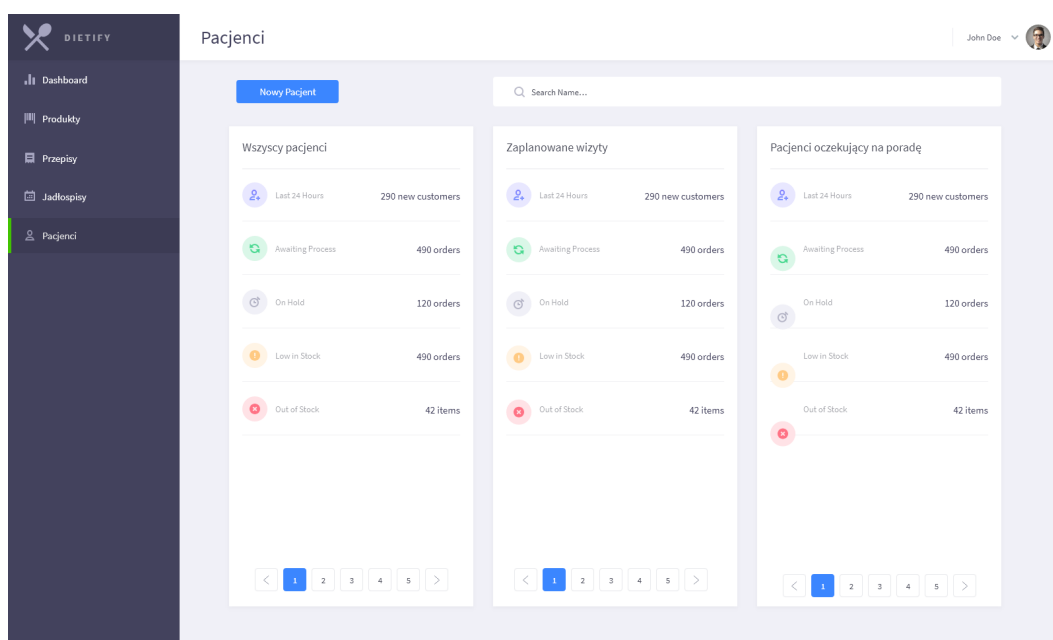 DIETIFY
Pacjenci
John Doe
Dashboard
Produkty
Przepisy
Jadłospisy
Pacjenci
Nowy Pacjent
Search Name...
Wszyscy pacjenci
Last 24 Hours 290 new customers
Awaiting Process 490 orders
On Hold 120 orders
Low in Stock 490 orders
Out of Stock 42 items
< 1 2 3 4 5 >
Zaplanowane wizyty
Last 24 Hours 290 new customers
Awaiting Process 490 orders
On Hold 120 orders
Low in Stock 490 orders
Out of Stock 42 items
< 1 2 3 4 5 >
Pacjenci oczekujący na poradę
Last 24 Hours 290 new customers
Awaiting Process 490 orders
On Hold 120 orders
Low in Stock 490 orders
Out of Stock 42 items
< 1 2 3 4 5 >